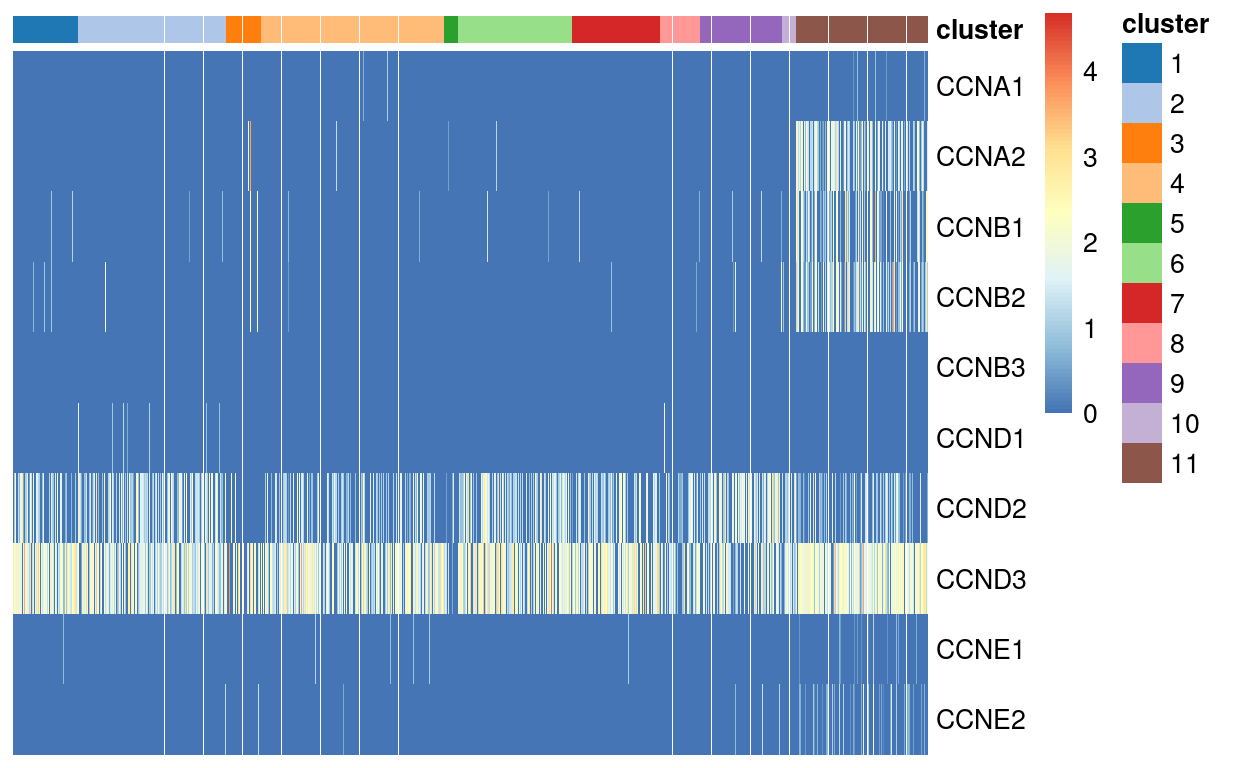 cluster
CCNA1
CCNA2
CCNB1
CCNB2
CCNB3
CCND1
CCND2
CCND3
CCNE1
CCNE2
4
3
2
1
0
cluster
1
2
3
4
5
6
7
8
9
10
11